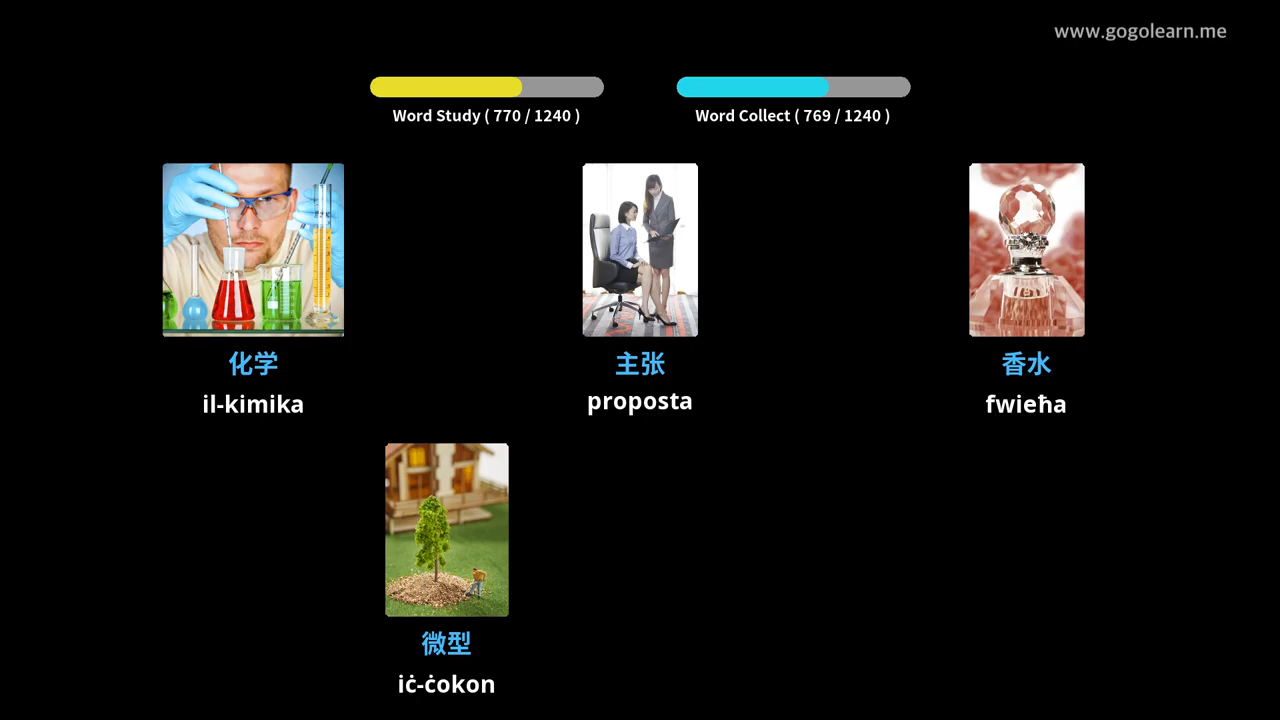 www.gogolearn.me
Word Study ( 770 / 1240 )
Word Collect ( 769 / 1240 )
化学
il-kimika
主张
proposta
香水
fwieħa
微型
iċ-ċokon